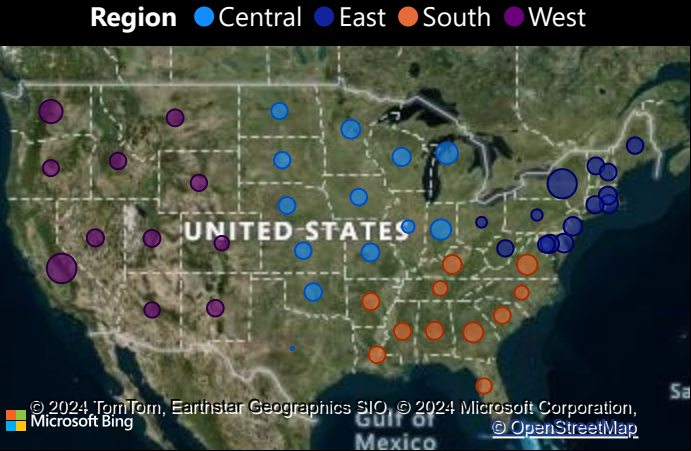 Region Central East South West
UNITED STATES
Sa
© 2024 TomTom, Earthstar Geographics SIO, © 2024 Microsoft Corporation,
Microsoft Bing
© OpenStreetMap
Gulf of
Mexico